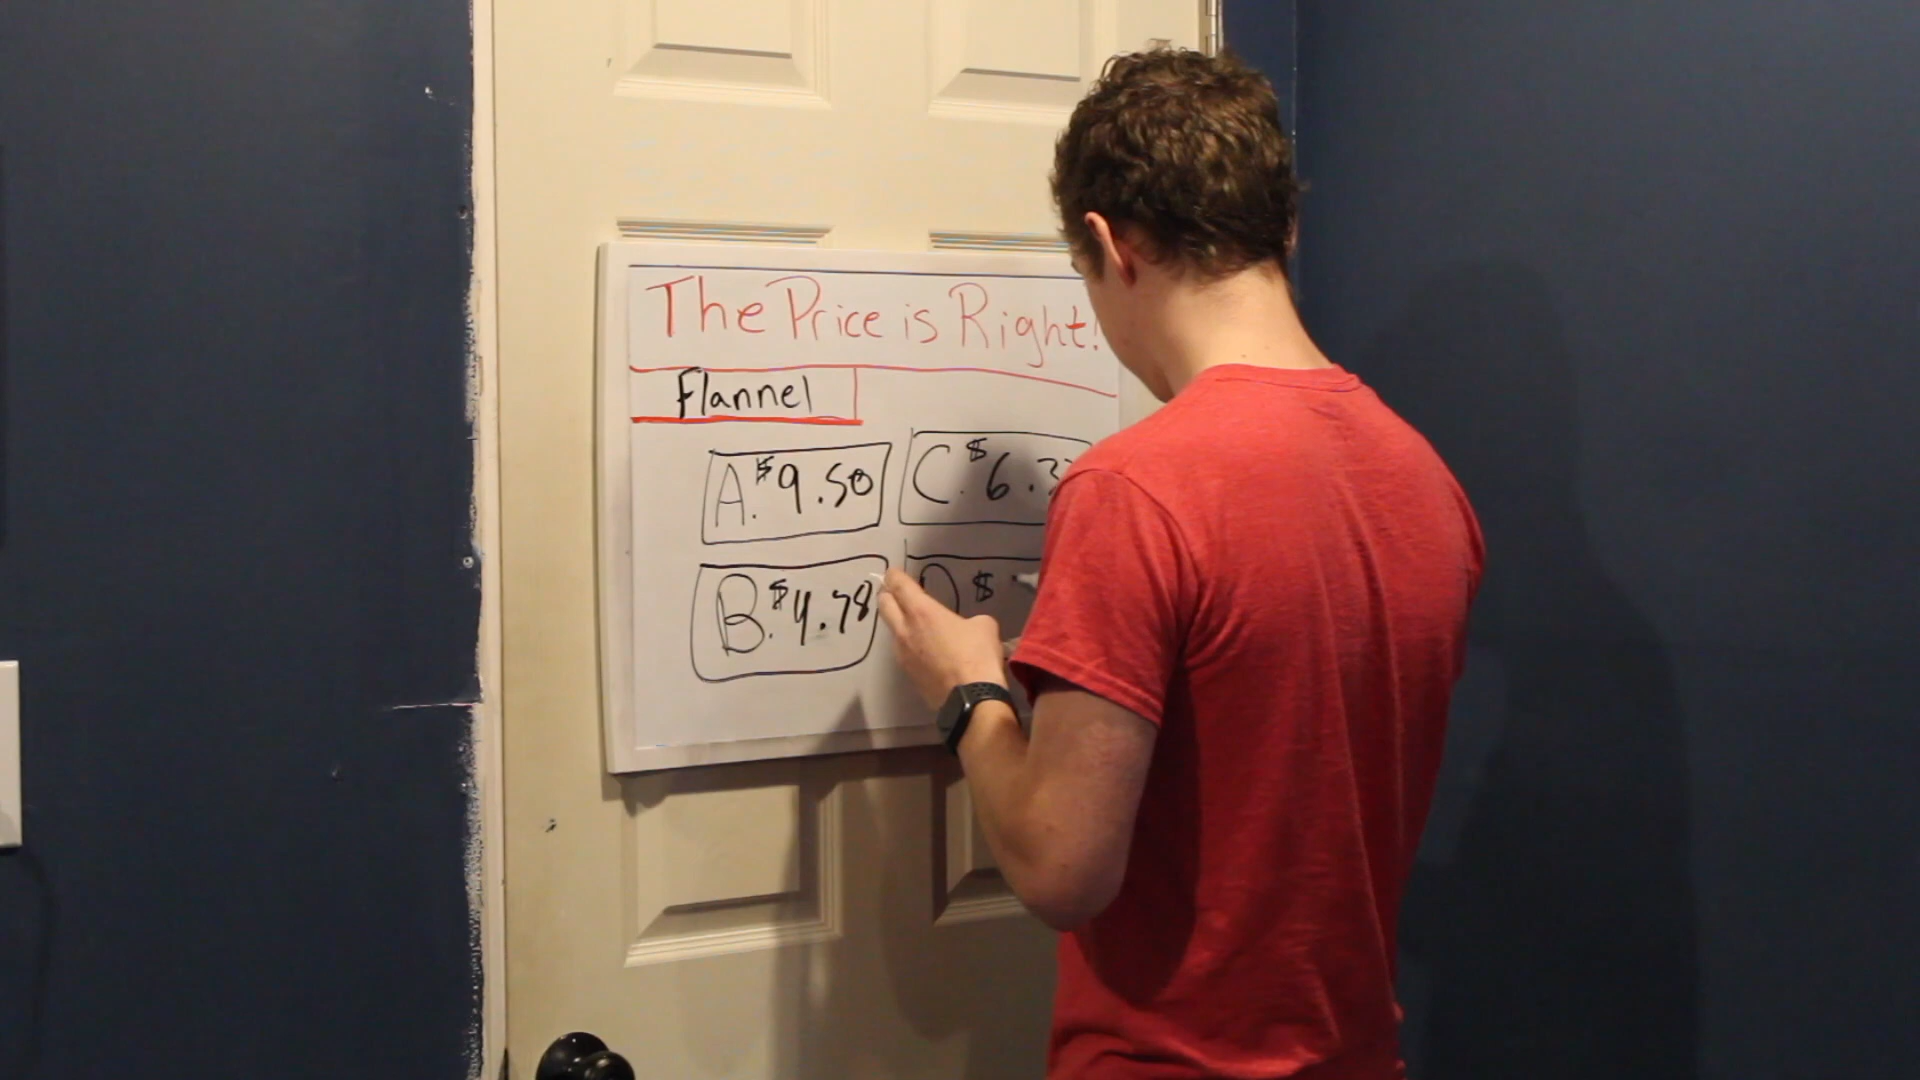 The Price is Right!
Flannel
A. $9.50
C. $6.3
B. $4.78
D $